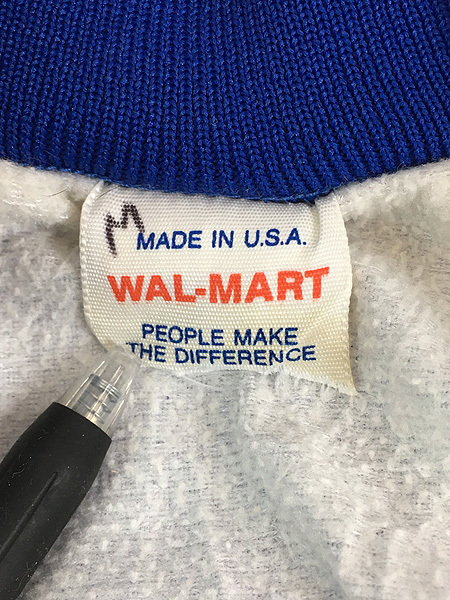 M
MADE IN U.S.A.
WAL-MART
PEOPLE MAKE
THE DIFFERENCE